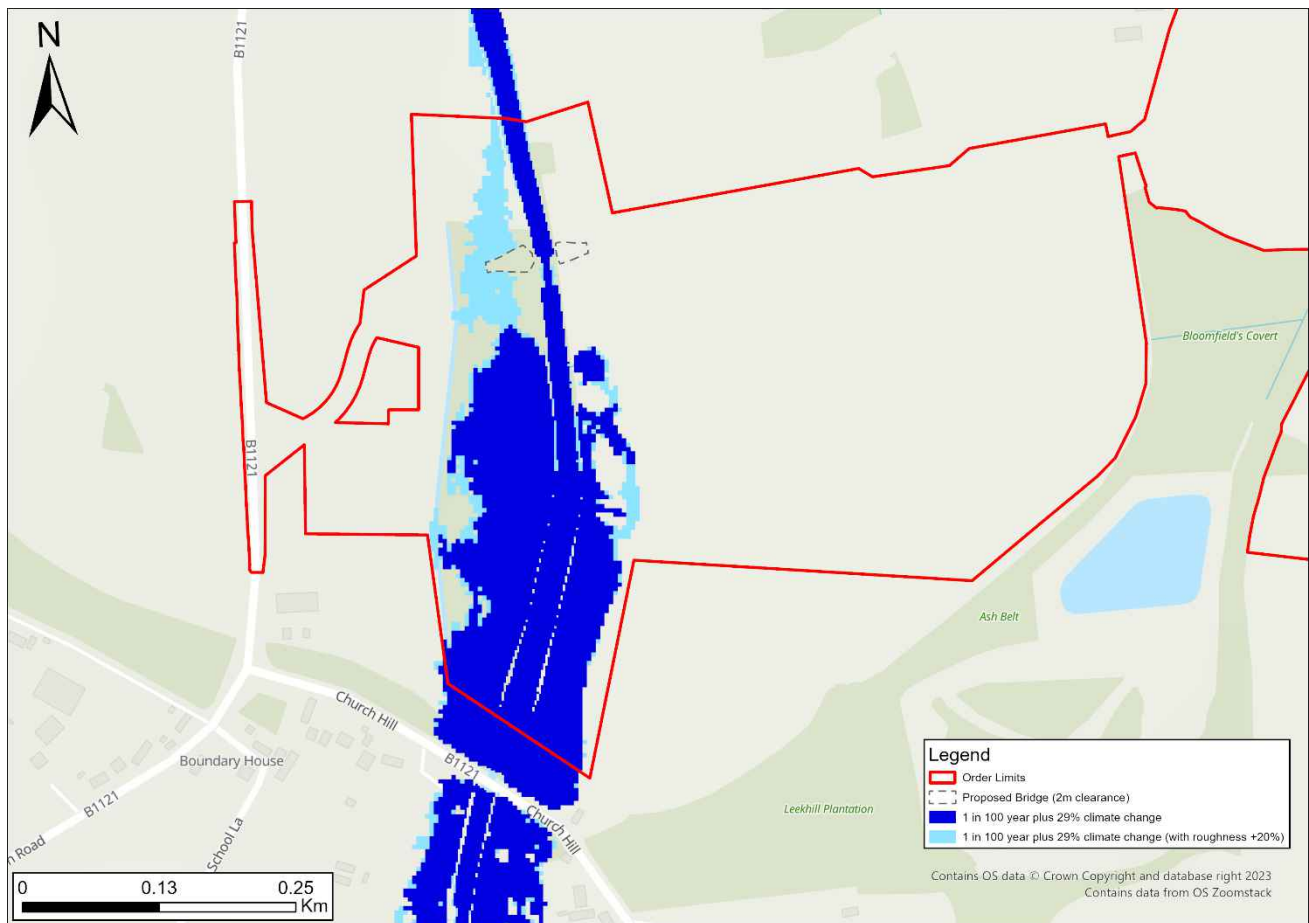 N
B1121
Bloomfield's Covert
B1121
Ash Belt
Church Hill
Boundary House
B1121
B1121
Church Hill
School La
n Road
Leekhill Plantation
0 0.13 0.25
Km
Legend
Order Limits
Proposed Bridge (2m clearance)
1 in 100 year plus 29% climate change
1 in 100 year plus 29% climate change (with roughness +20%)
Contains OS data © Crown Copyright and database right 2023
Contains data from OS Zoomstack